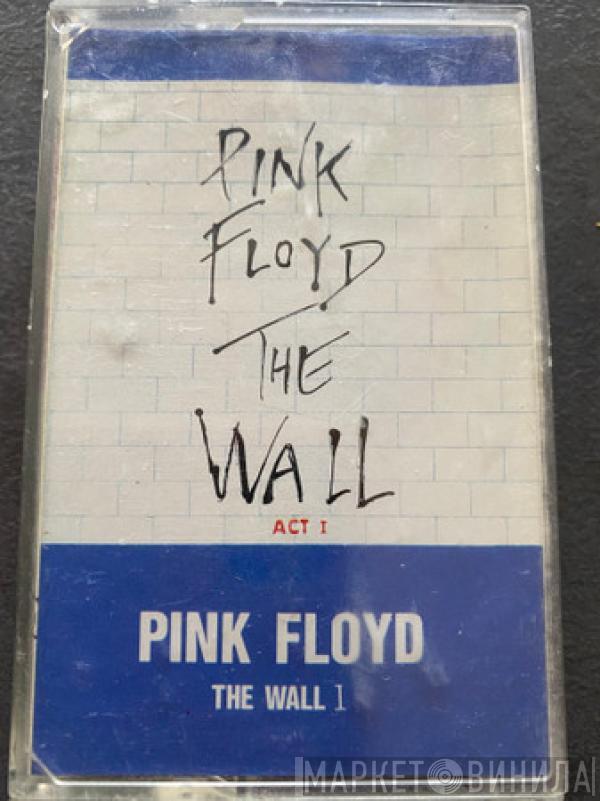 PINK
FLOYD
THE
WALL
ACT I
PINK FLOYD
THE WALL 1
МАРКЕТ ВИНИЛА